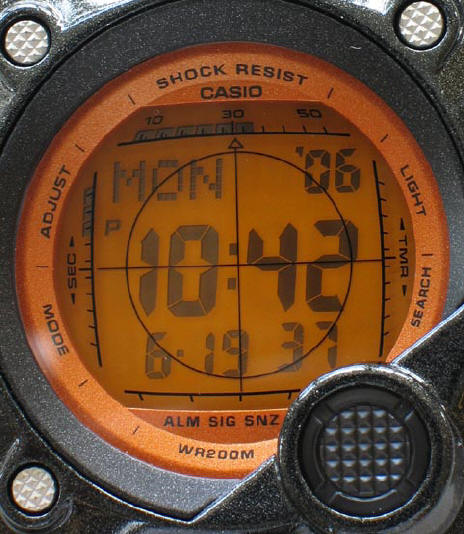 SHOCK RESIST
CASIO
10 30 50
MON '06
P
10:42
6-19 37
ADJUST
LIGHT
SEC
TMR
MODE
SEARCH
ALM SIG SNZ
WR200M